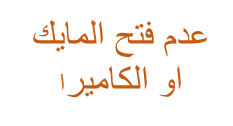 عدم فتح المايك
او الكاميرا